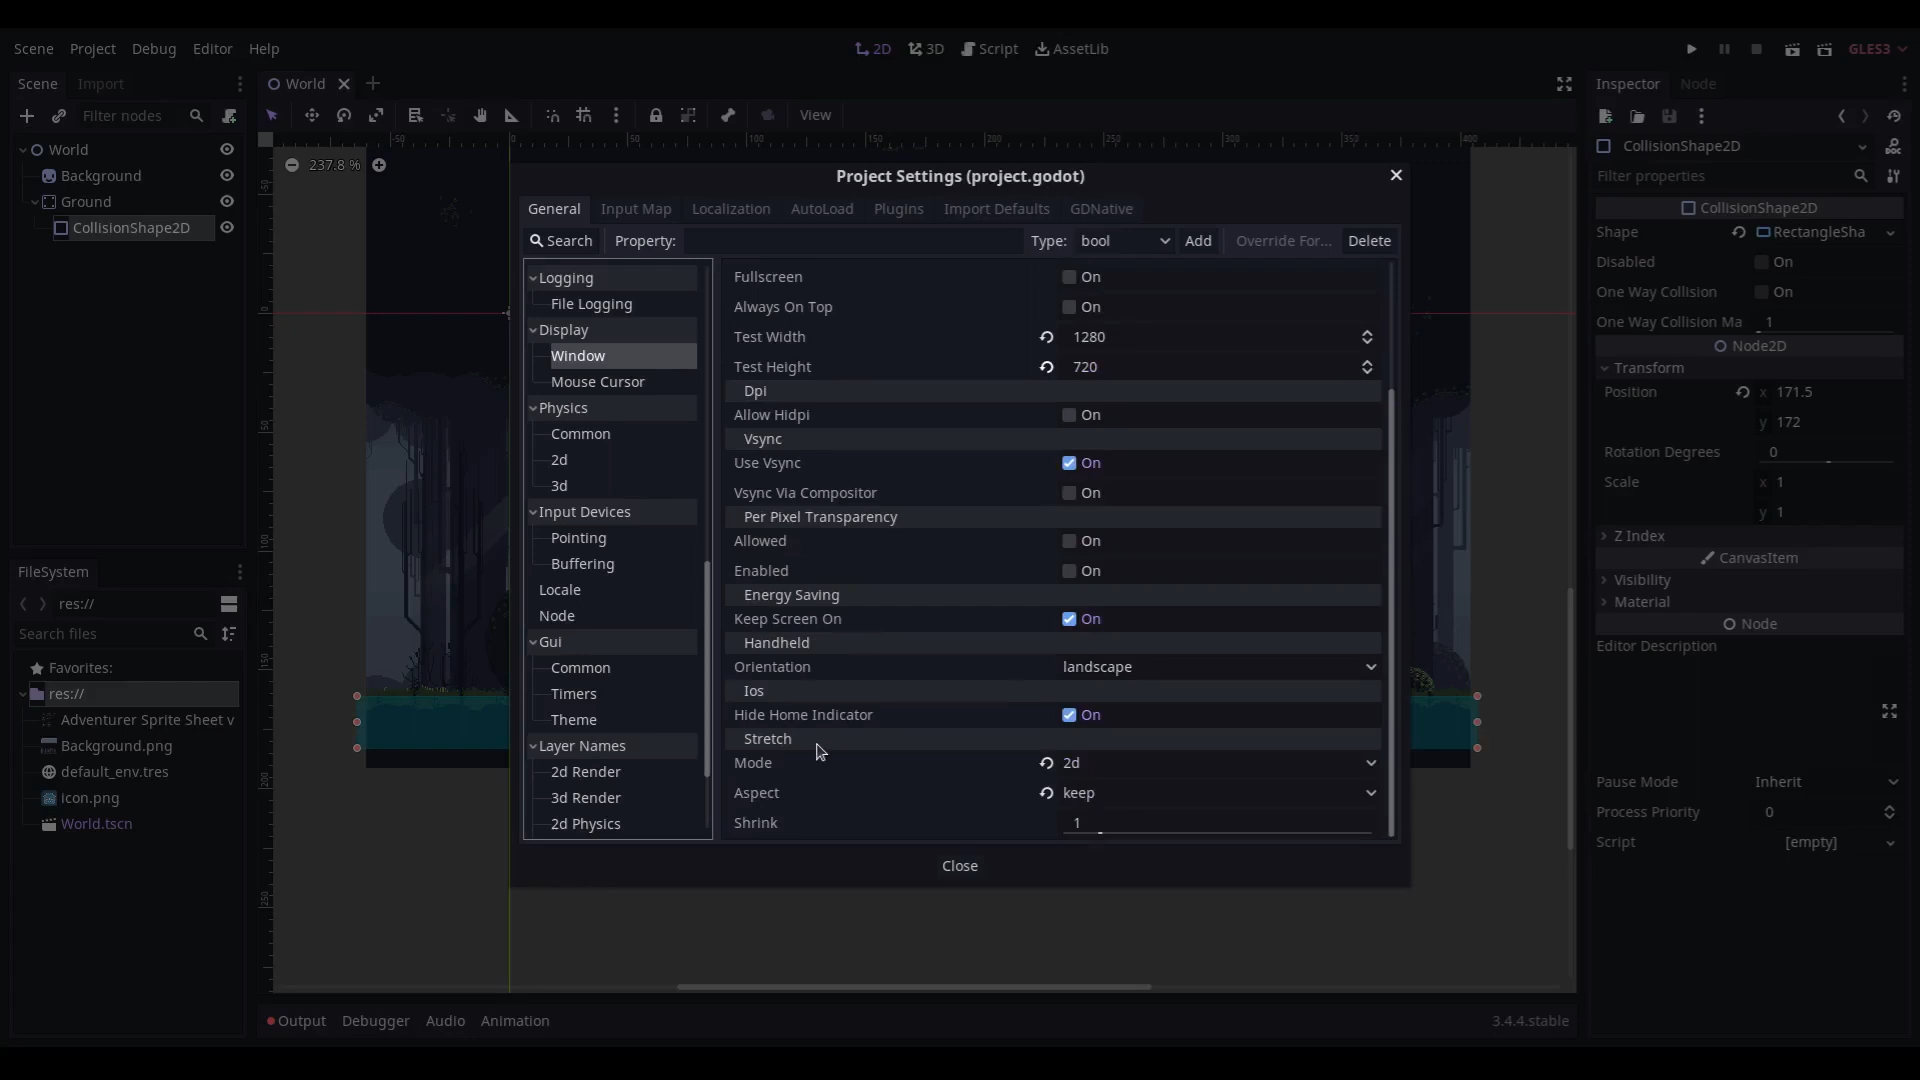 Scene Project Debug Editor Help
2D 3D Script AssetLib
GLES3
Scene Import
World
Inspector Node
Filter nodes
View
World
Background
Ground
CollisionShape2D
237.8 %
-50 0 50 100 150 200 250 300 350 400
CollisionShape2D
Filter properties
CollisionShape2D
Shape RectangleSha
Disabled On
One Way Collision On
One Way Collision Ma 1
Node2D
Transform
Position x 171.5
y 172
Rotation Degrees 0
Scale x 1
y 1
Z Index
CanvasItem
Visibility
Material
Node
Editor Description
Pause Mode Inherit
Process Priority 0
Script [empty]
Project Settings (project.godot)
General Input Map Localization AutoLoad Plugins Import Defaults GDNative
Search Property: Type: bool Add Override For... Delete
Logging
File Logging
Display
Window
Mouse Cursor
Physics
Common
2d
3d
Input Devices
Pointing
Buffering
Locale
Node
Gui
Common
Timers
Theme
Layer Names
2d Render
3d Render
2d Physics
Fullscreen On
Always On Top On
Test Width 1280
Test Height 720
Dpi
Allow Hidpi On
Vsync
Use Vsync On
Vsync Via Compositor On
Per Pixel Transparency
Allowed On
Enabled On
Energy Saving
Keep Screen On On
Handheld
Orientation landscape
Ios
Hide Home Indicator On
Stretch
Mode 2d
Aspect keep
Shrink 1
Close
FileSystem
res://
Search files
Favorites:
res://
Adventurer Sprite Sheet v
Background.png
default_env.tres
icon.png
World.tscn
Output Debugger Audio Animation
3.4.4.stable